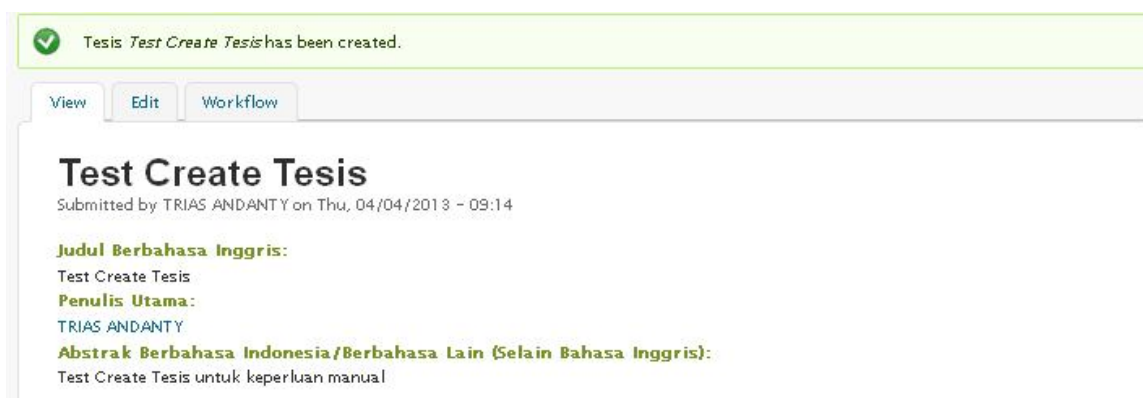 Tesis Test Create Tesis has been created.
View Edit Workflow
Test Create Tesis
Submitted by TRIAS ANDANTY on Thu, 04/04/2013 - 09:14
Judul Berbahasa Inggris:
Test Create Tesis
Penulis Utama:
TRIAS ANDANTY
Abstrak Berbahasa Indonesia/Berbahasa Lain (Selain Bahasa Inggris):
Test Create Tesis untuk keperluan manual